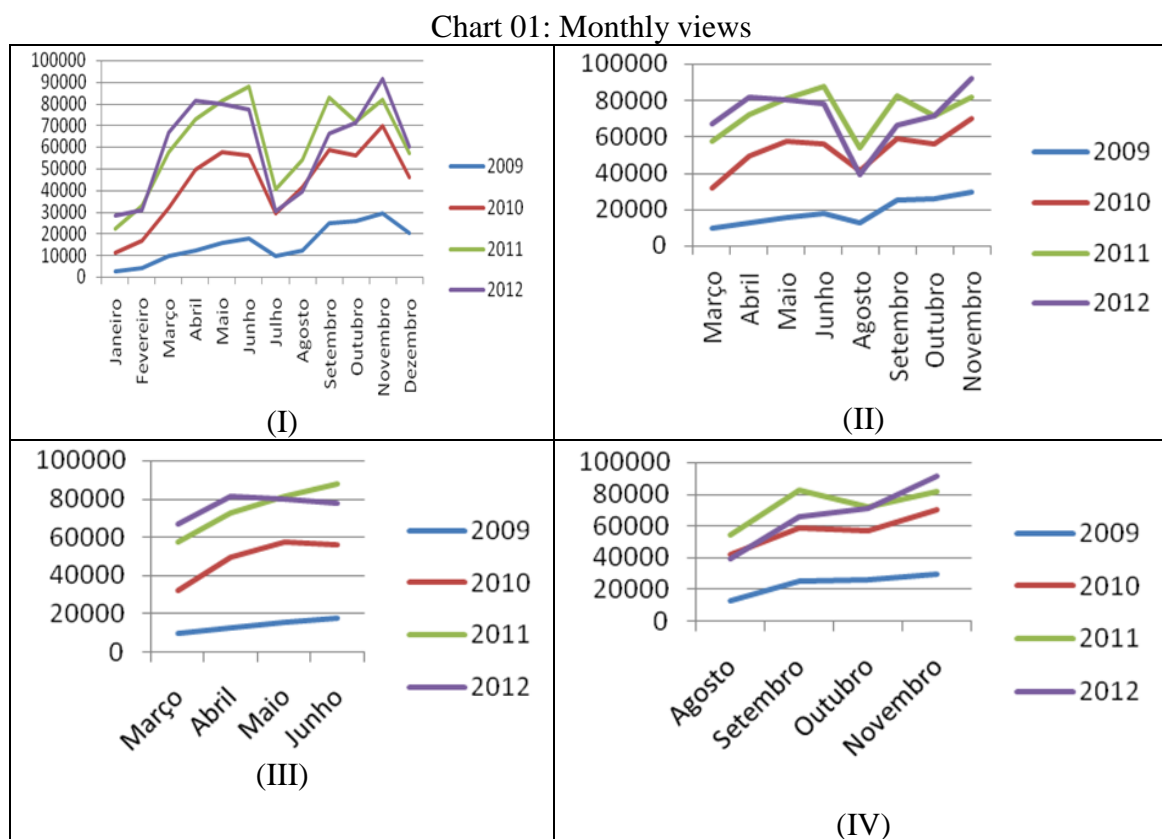 Chart 01: Monthly views
100000
90000
80000
70000
60000
50000
40000
30000
20000
10000
0
Janeiro
Fevereiro
Março
Abril
Maio
Junho
Julho
Agosto
Setembro
Outubro
Novembro
Dezembro
2009
2010
2011
2012
(I)
100000
80000
60000
40000
20000
0
Março
Abril
Maio
Junho
Agosto
Setembro
Outubro
Novembro
2009
2010
2011
2012
(II)
100000
80000
60000
40000
20000
0
Março
Abril
Maio
Junho
2009
2010
2011
2012
(III)
100000
80000
60000
40000
20000
0
Agosto
Setembro
Outubro
Novembro
2009
2010
2011
2012
(IV)